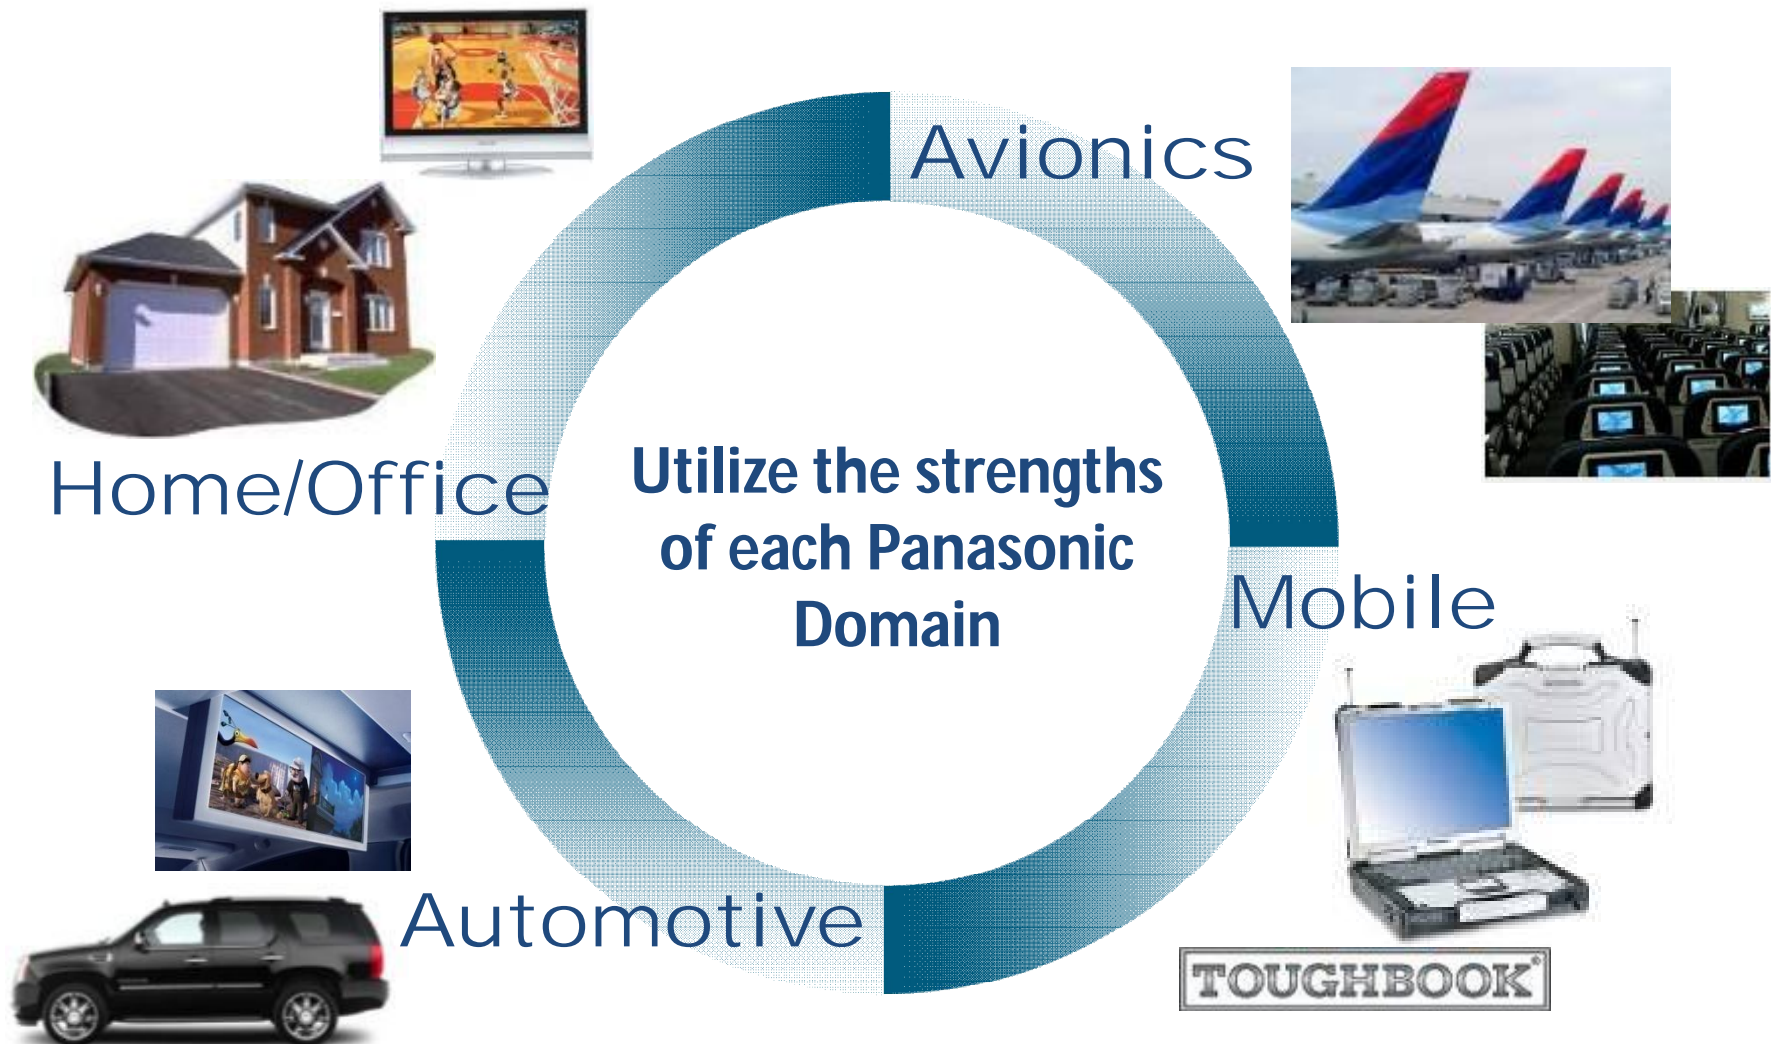 Avionics
Home/Office
Utilize the strengths
of each Panasonic
Domain
Mobile
Automotive
TOUGHBOOK®